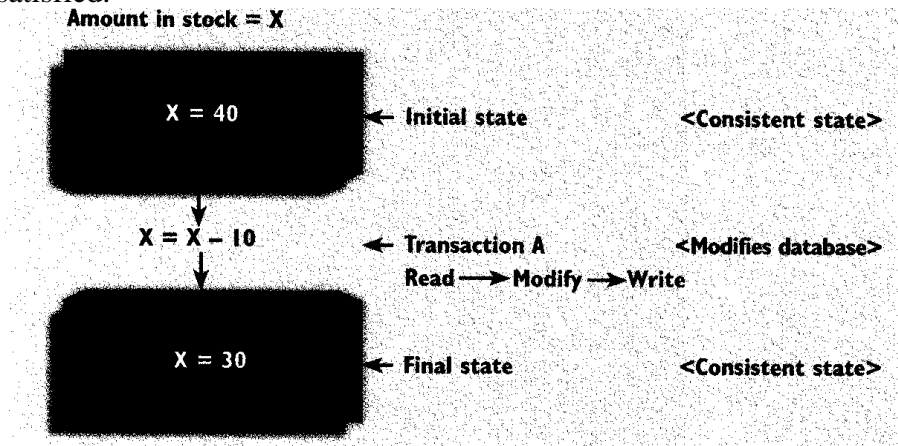 satisfied.
Amount in stock = X
X = 40
Initial state <Consistent state>
X = X – 10
Transaction A <Modifies database>
Read Modify Write
X = 30
Final state <Consistent state>